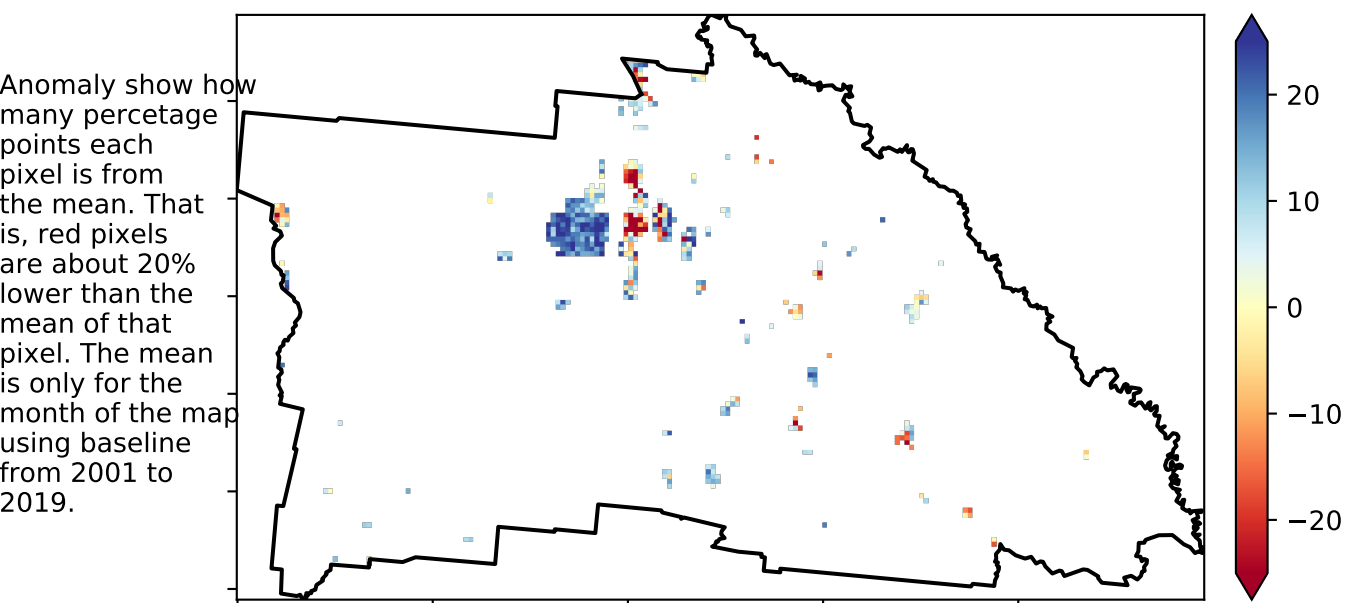 Anomaly show how
many percetage
points each
pixel is from
the mean. That
is, red pixels
are about 20%
lower than the
mean of that
pixel. The mean
is only for the
month of the map
using baseline
from 2001 to
2019.
20
10
0
−10
−20